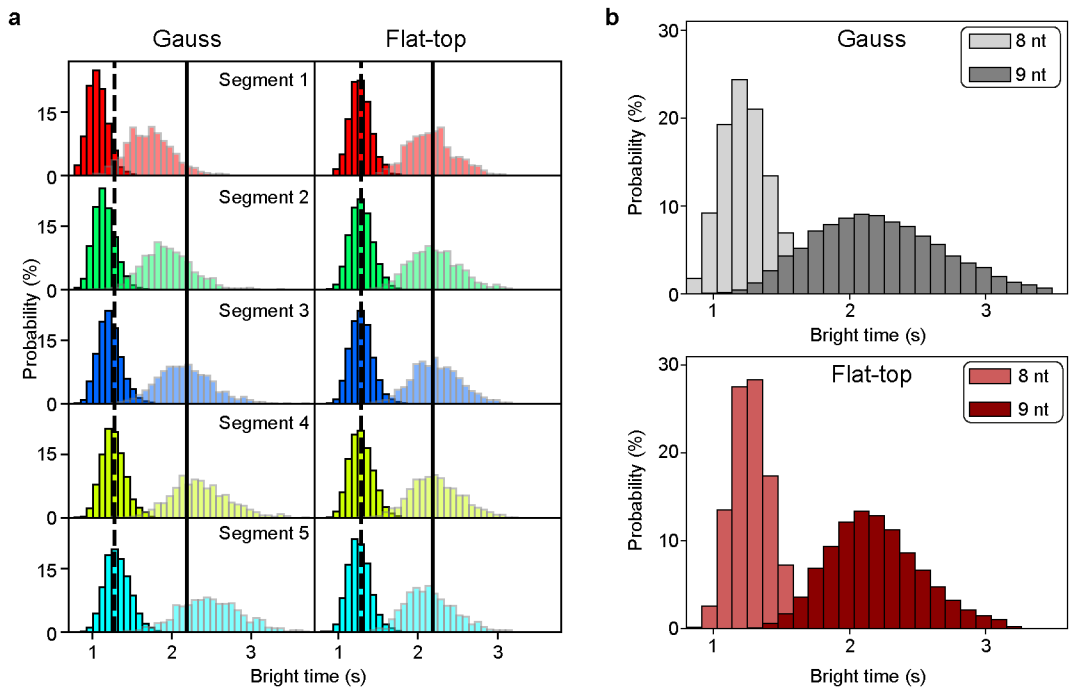 a
Gauss
Flat-top
Segment 1
15
0
Segment 2
15
0
Segment 3
15
0
Segment 4
15
0
Segment 5
15
0
Probability (%)
1 2 3 1 2 3
Bright time (s)
b
Gauss
8 nt
9 nt
30
20
10
0
Probability (%)
1 2 3
Bright time (s)
Flat-top
8 nt
9 nt
30
20
10
0
Probability (%)
1 2 3
Bright time (s)